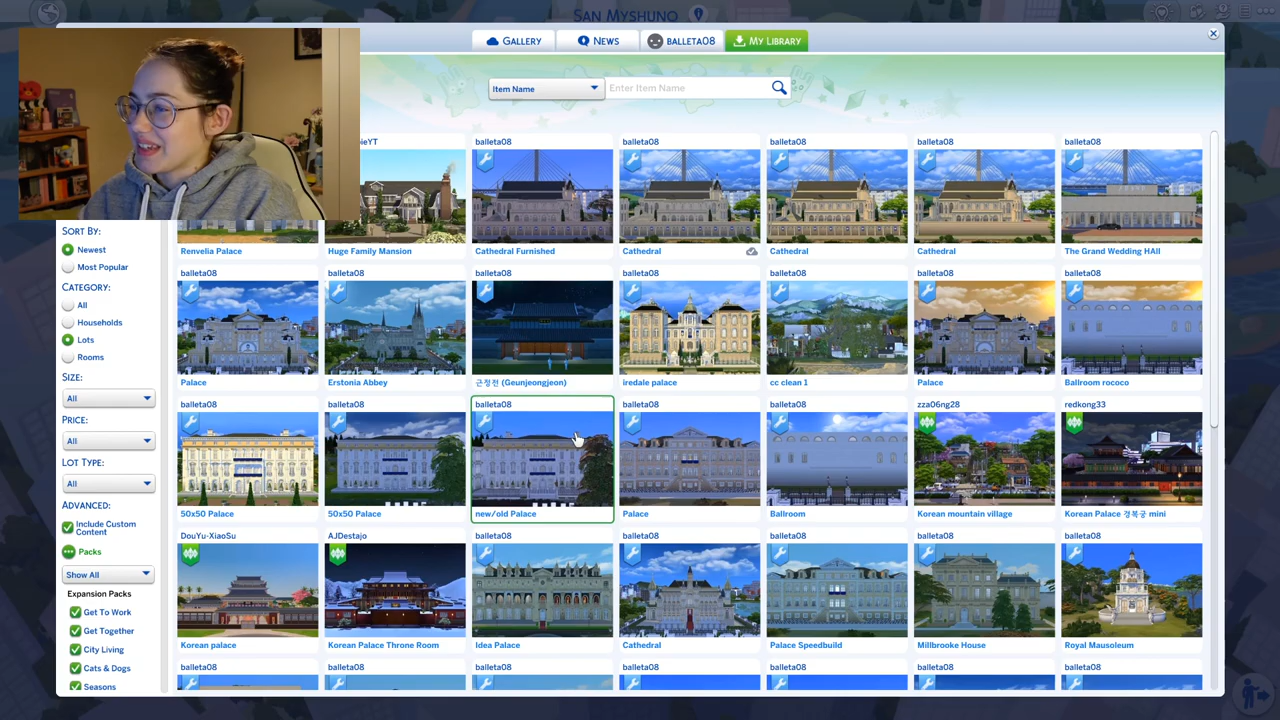 SAN MYSHUNO
GALLERY
NEWS
BALLETA08
MY LIBRARY
Item Name
Enter Item Name
ieYT
balleta08
balleta08
balleta08
balleta08
balleta08
Renvelia Palace
Huge Family Mansion
Cathedral Furnished
Cathedral
Cathedral
Cathedral
The Grand Wedding HAll
SORT BY:
Newest
Most Popular
CATEGORY:
All
Households
Lots
Rooms
SIZE:
All
PRICE:
All
LOT TYPE:
All
ADVANCED:
Include Custom
Content
Packs
Show All
Expansion Packs
Get To Work
Get Together
City Living
Cats & Dogs
Seasons
balleta08
balleta08
balleta08
balleta08
balleta08
balleta08
balleta08
Palace
Erstonia Abbey
근정전 (Geunjeongjeon)
iredale palace
cc clean 1
Palace
Ballroom rococo
balleta08
balleta08
balleta08
balleta08
balleta08
zza06ng28
redkong33
50x50 Palace
50x50 Palace
new/old Palace
Palace
Ballroom
Korean mountain village
Korean Palace 경복궁 mini
DouYu-XiaoSu
AJDestajo
balleta08
balleta08
balleta08
balleta08
balleta08
Korean palace
Korean Palace Throne Room
Idea Palace
Cathedral
Palace Speedbuild
Millbrooke House
Royal Mausoleum
balleta08
balleta08
balleta08
balleta08
balleta08
balleta08
balleta08